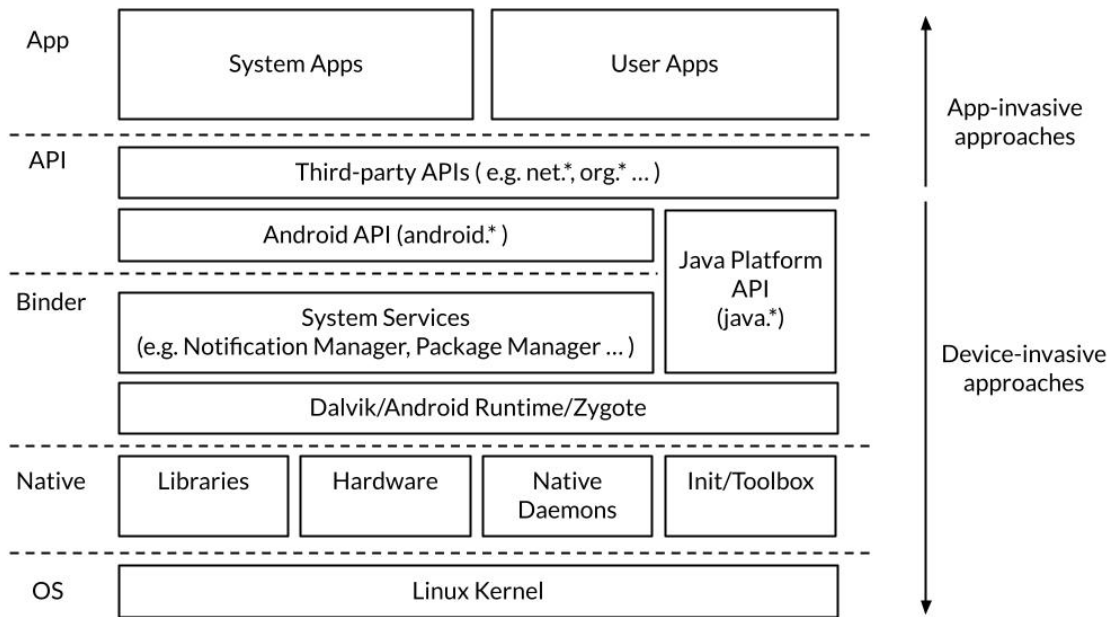 App
System Apps
User Apps
App-invasive
approaches
API
Third-party APIs ( e.g. net.*, org.* ... )
Android API (android.* )
Java Platform
API
(java.*)
Binder
System Services
(e.g. Notification Manager, Package Manager ... )
Device-invasive
approaches
Dalvik/Android Runtime/Zygote
Native
Libraries
Hardware
Native
Daemons
Init/Toolbox
OS
Linux Kernel